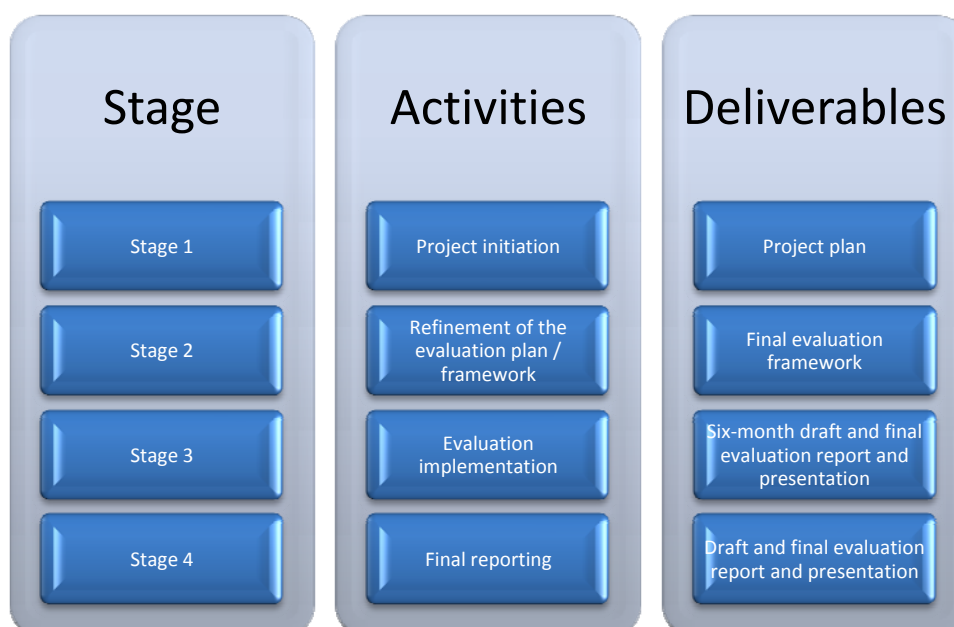 Stage
Activities
Deliverables
Stage 1
Project initiation
Project plan
Stage 2
Refinement of the
evaluation plan /
framework
Final evaluation
framework
Stage 3
Evaluation
implementation
Six-month draft and final
evaluation report and
presentation
Stage 4
Final reporting
Draft and final evaluation
report and presentation